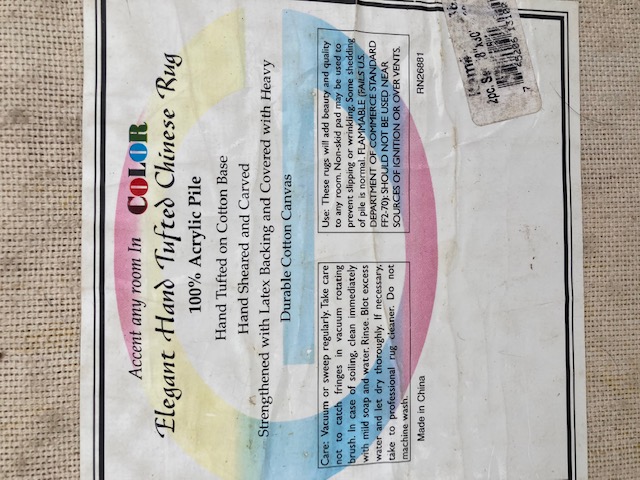 Accent any room In COLOR
Elegant Hand Tufted Chinese Rug
100% Acrylic Pile
Hand Tufted on Cotton Base
Hand Sheared and Carved
Strengthened with Latex Backing and Covered with Heavy
Durable Cotton Canvas
Care: Vacuum or sweep regularly. Take care
not to catch fringes in vacuum rotating
brush. In case of soiling, clean immediately
with mild soap and water. Rinse. Blot excess
water and let dry thoroughly. If necessary,
take to professional rug cleaner. Do not
machine wash.
Made in China
Use: These rugs will add beauty and quality
to any room. Non-skid pad may be used to
prevent slipping or wrinkling. Some shedding
of pile is normal. FLAMMABLE (FAILS U.S.
DEPARTMENT OF COMMERCE STANDARD
FF2-70): SHOULD NOT BE USED NEAR
SOURCES OF IGNITION OR OVER VENTS.
RN26881
2pc. Se